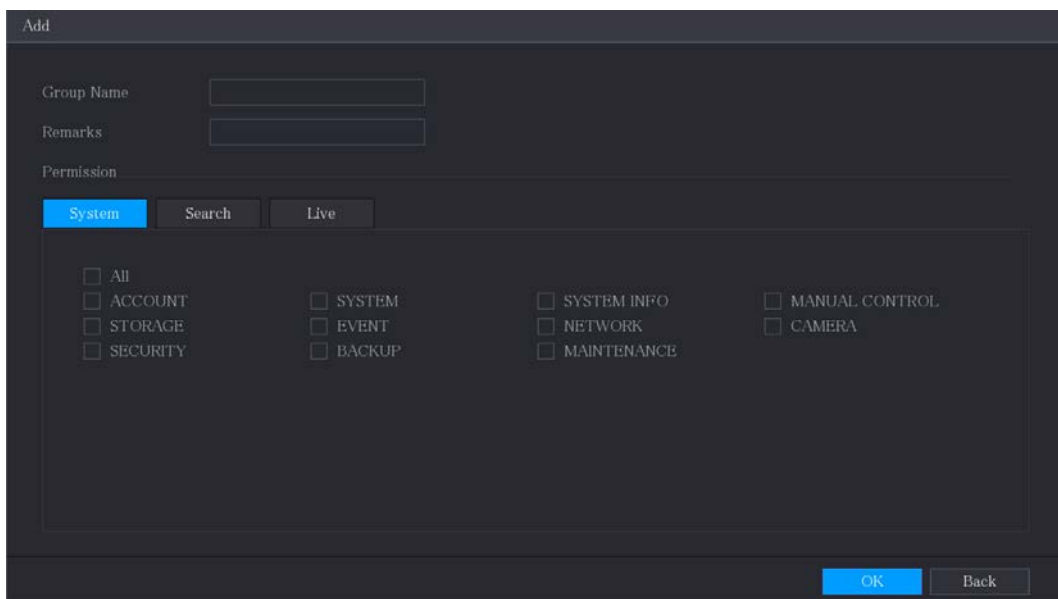 Add
Group Name
Remarks
Permission
System Search Live
All
ACCOUNT SYSTEM SYSTEM INFO MANUAL CONTROL
STORAGE EVENT NETWORK CAMERA
SECURITY BACKUP MAINTENANCE
OK Back